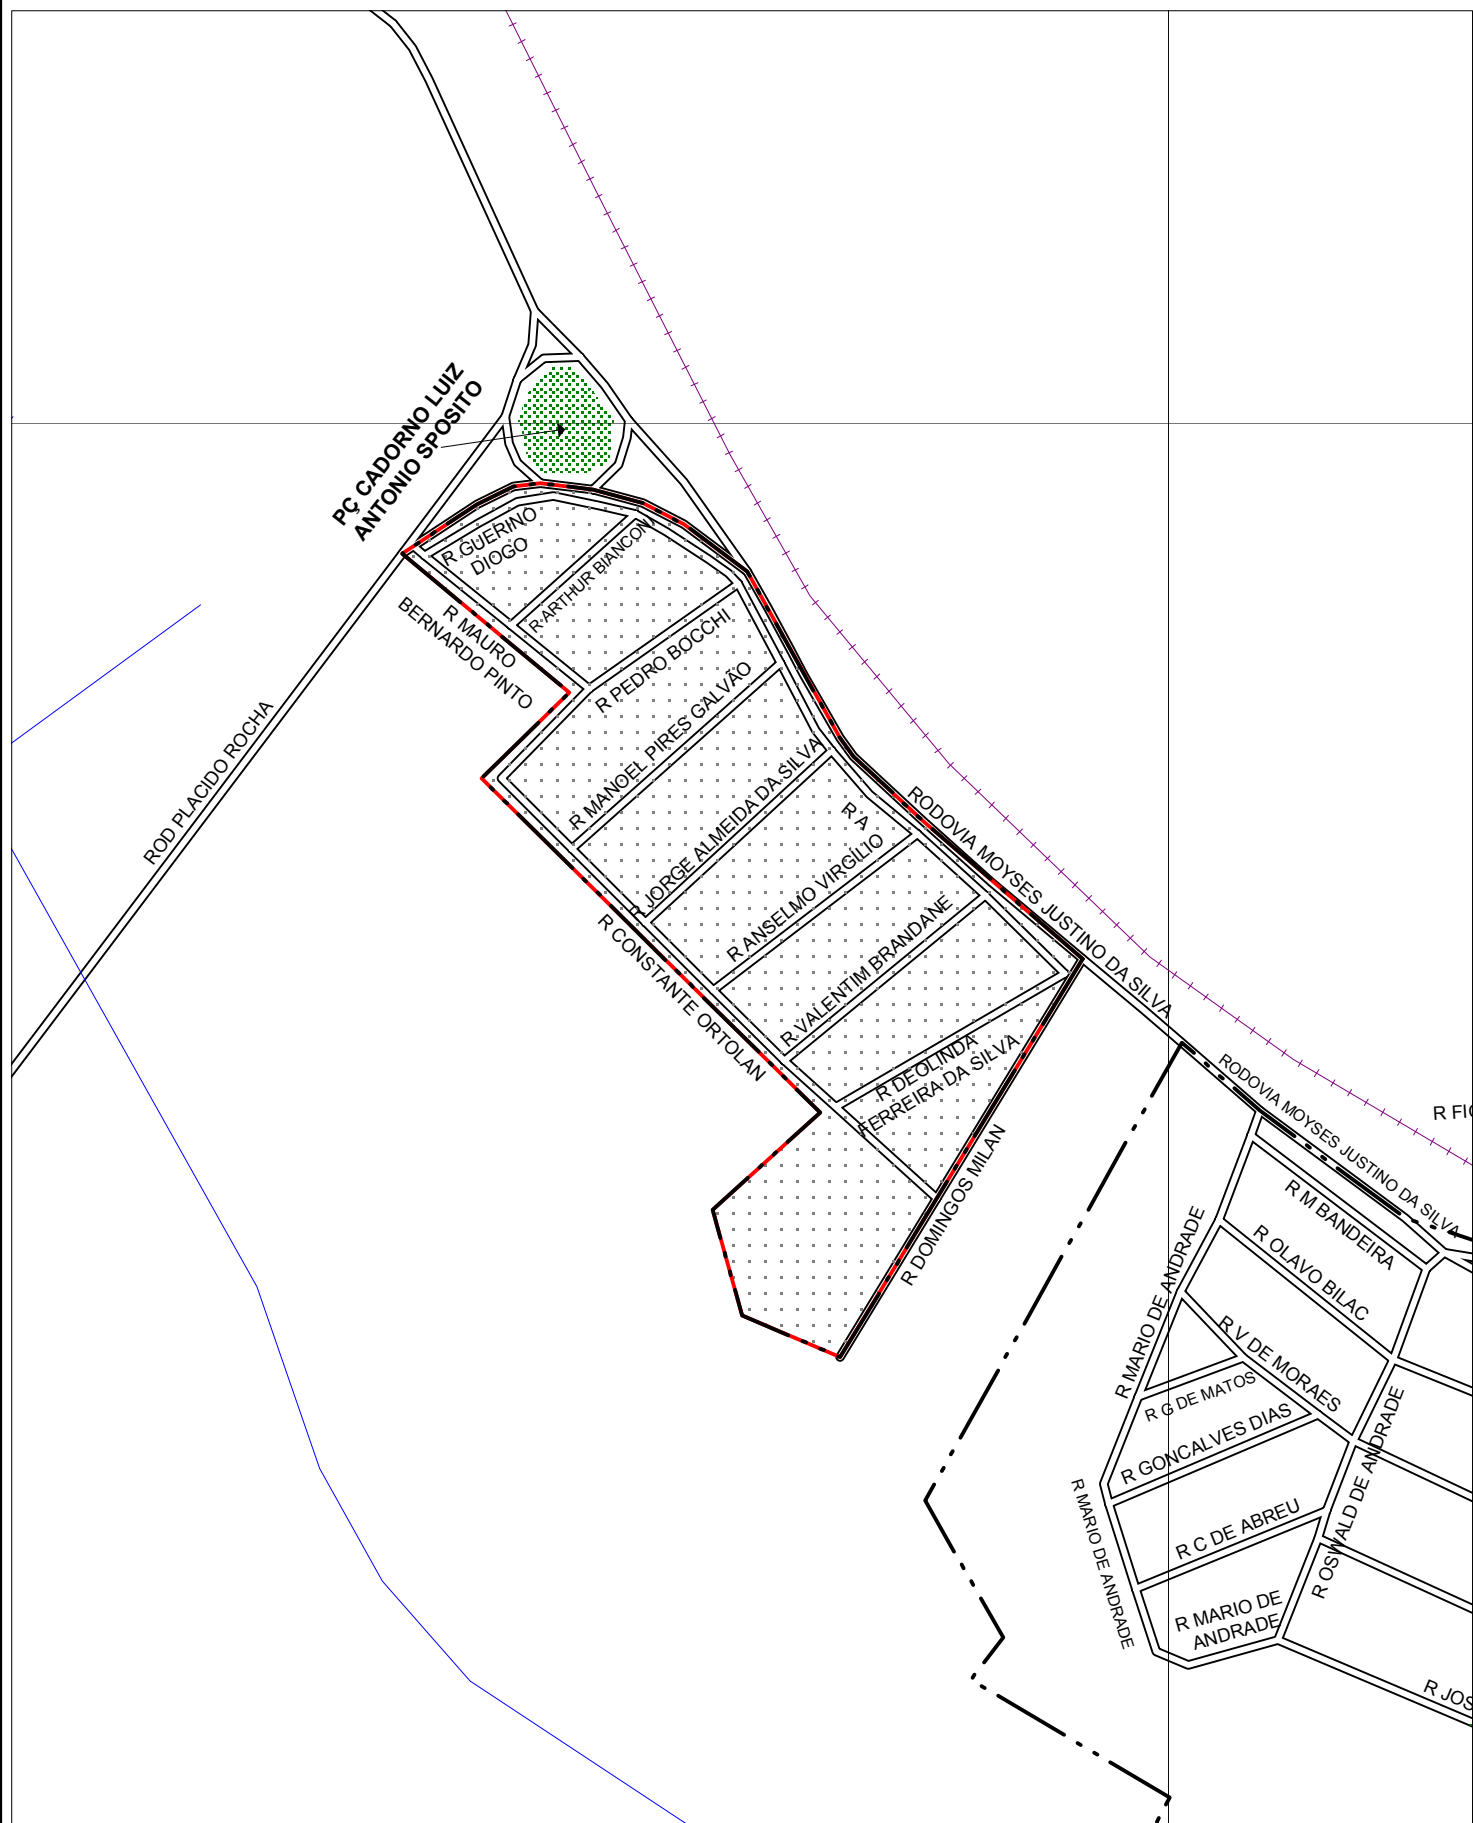 PÇ CADORNO LUIZ
ANTONIO SPOSITO
R GUERINO
DIOGO
R ARTHUR BIANCONI
R MAURO
BERNARDO PINTO
R PEDRO BOCCHI
R MANOEL PIRES GALVÃO
ROD PLACIDO ROCHA
R JORGE ALMEIDA DA SILVA
R A
RODOVIA MOYSES JUSTINO DA SILVA
R ANSELMO VIRGÍLIO
R CONSTANTE ORTOLAN
R VALENTIM BRANDANE
R DEOLINDA
FERREIRA DA SILVA
R DOMINGOS MILAN
RODOVIA MOYSES JUSTINO DA SILVA
R FIC
R M BANDEIRA
R OLAVO BILAC
R MARIO DE ANDRADE
R V DE MORAES
R G DE MATOS
R GONCALVES DIAS
R OSWALD DE ANDRADE
R MARIO DE ANDRADE
R C DE ABREU
R MARIO DE
ANDRADE
R JOS